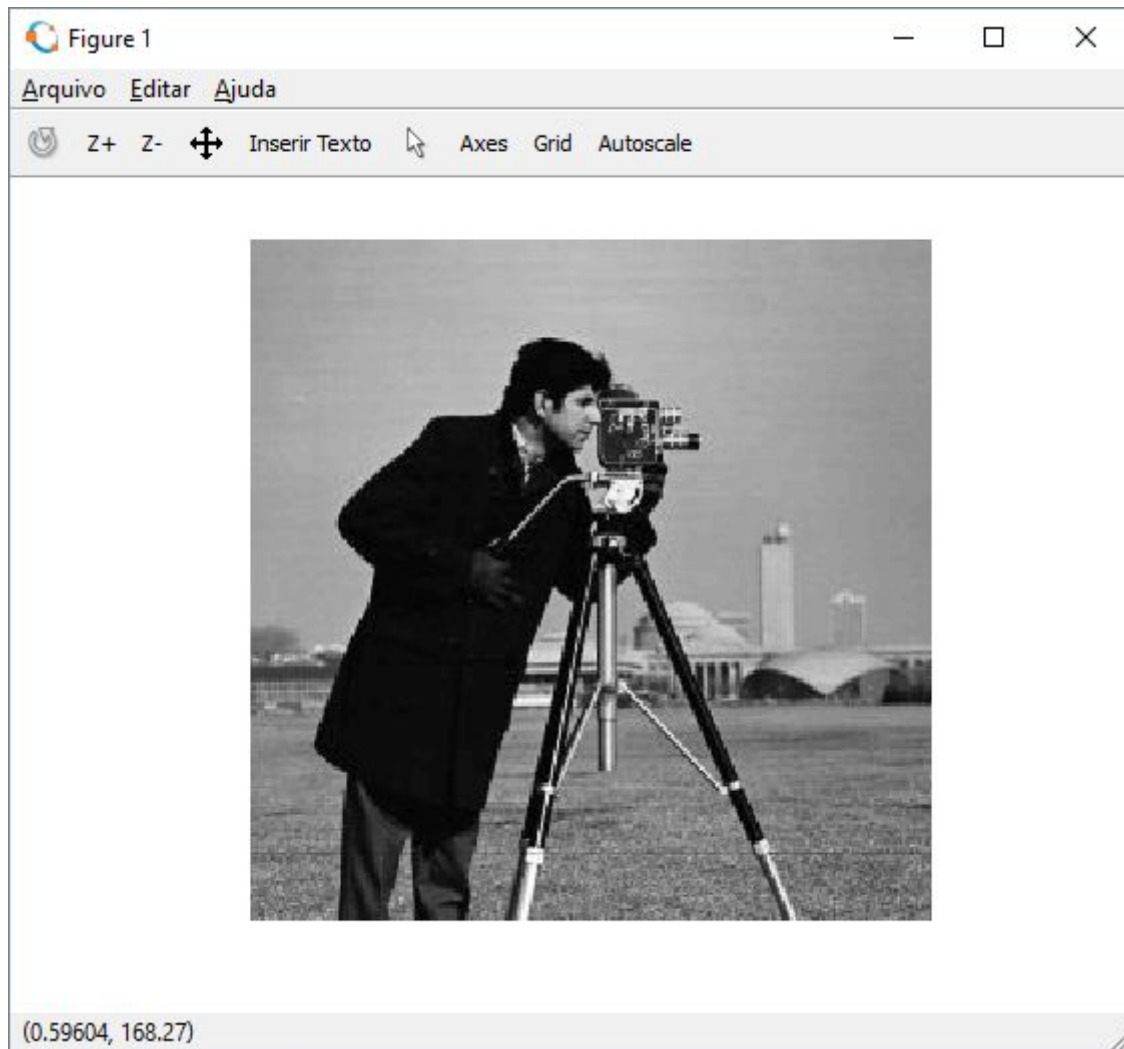 Figure 1
Arquivo Editar Ajuda
Z+ Z- Inserir Texto Axes Grid Autoscale
(0.59604, 168.27)